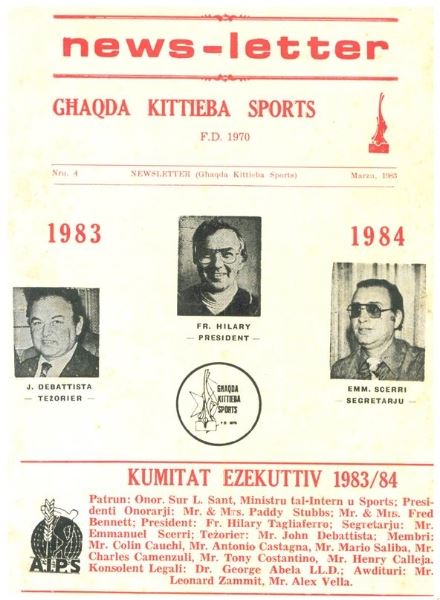 news-letter
GHAQDA KITTIEBA SPORTS
F.D. 1970
Nru. 4 NEWSLETTER (Ghaqda Kittieba Sports) Marzu, 1983
1983
1984
FR. HILARY
— PRESIDENT —
J. DEBATTISTA
— TEŻORIER —
EMM. SCERRI
— SEGRETARJU —
GHAQDA
KITTIEBA
SPORTS
F.D. 1970
KUMITAT EZEKUTTIV 1983/84
Patrun: Onor. Sur L. Sant, Ministru tal-Intern u Sports; Presi-
denti Onorarji: Mr. & Mrs. Paddy Stubbs; Mr. & Mrs. Fred
Bennett; President: Fr. Hilary Tagliaferro; Segretarju: Mr.
Emmanuel Scerri; Teżorier: Mr. John Debattista; Membri:
Mr. Colin Cauchi, Mr. Antonio Castagna, Mr. Mario Saliba, Mr.
Charles Camenzuli, Mr. Tony Costantino, Mr. Henry Calleja.
Konsolent Legali: Dr. George Abela LL.D.; Awdituri: Mr.
Leonard Zammit, Mr. Alex Vella.
A.I.P.S